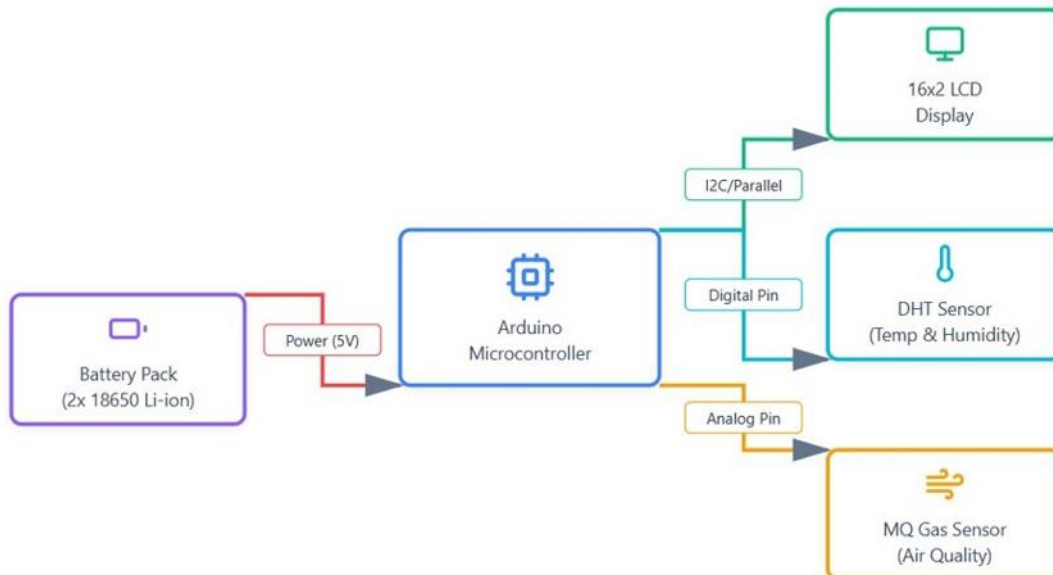 16x2 LCD
Display
I2C/Parallel
Arduino
Microcontroller
Digital Pin
DHT Sensor
(Temp & Humidity)
Power (5V)
Battery Pack
(2x 18650 Li-ion)
Analog Pin
MQ Gas Sensor
(Air Quality)